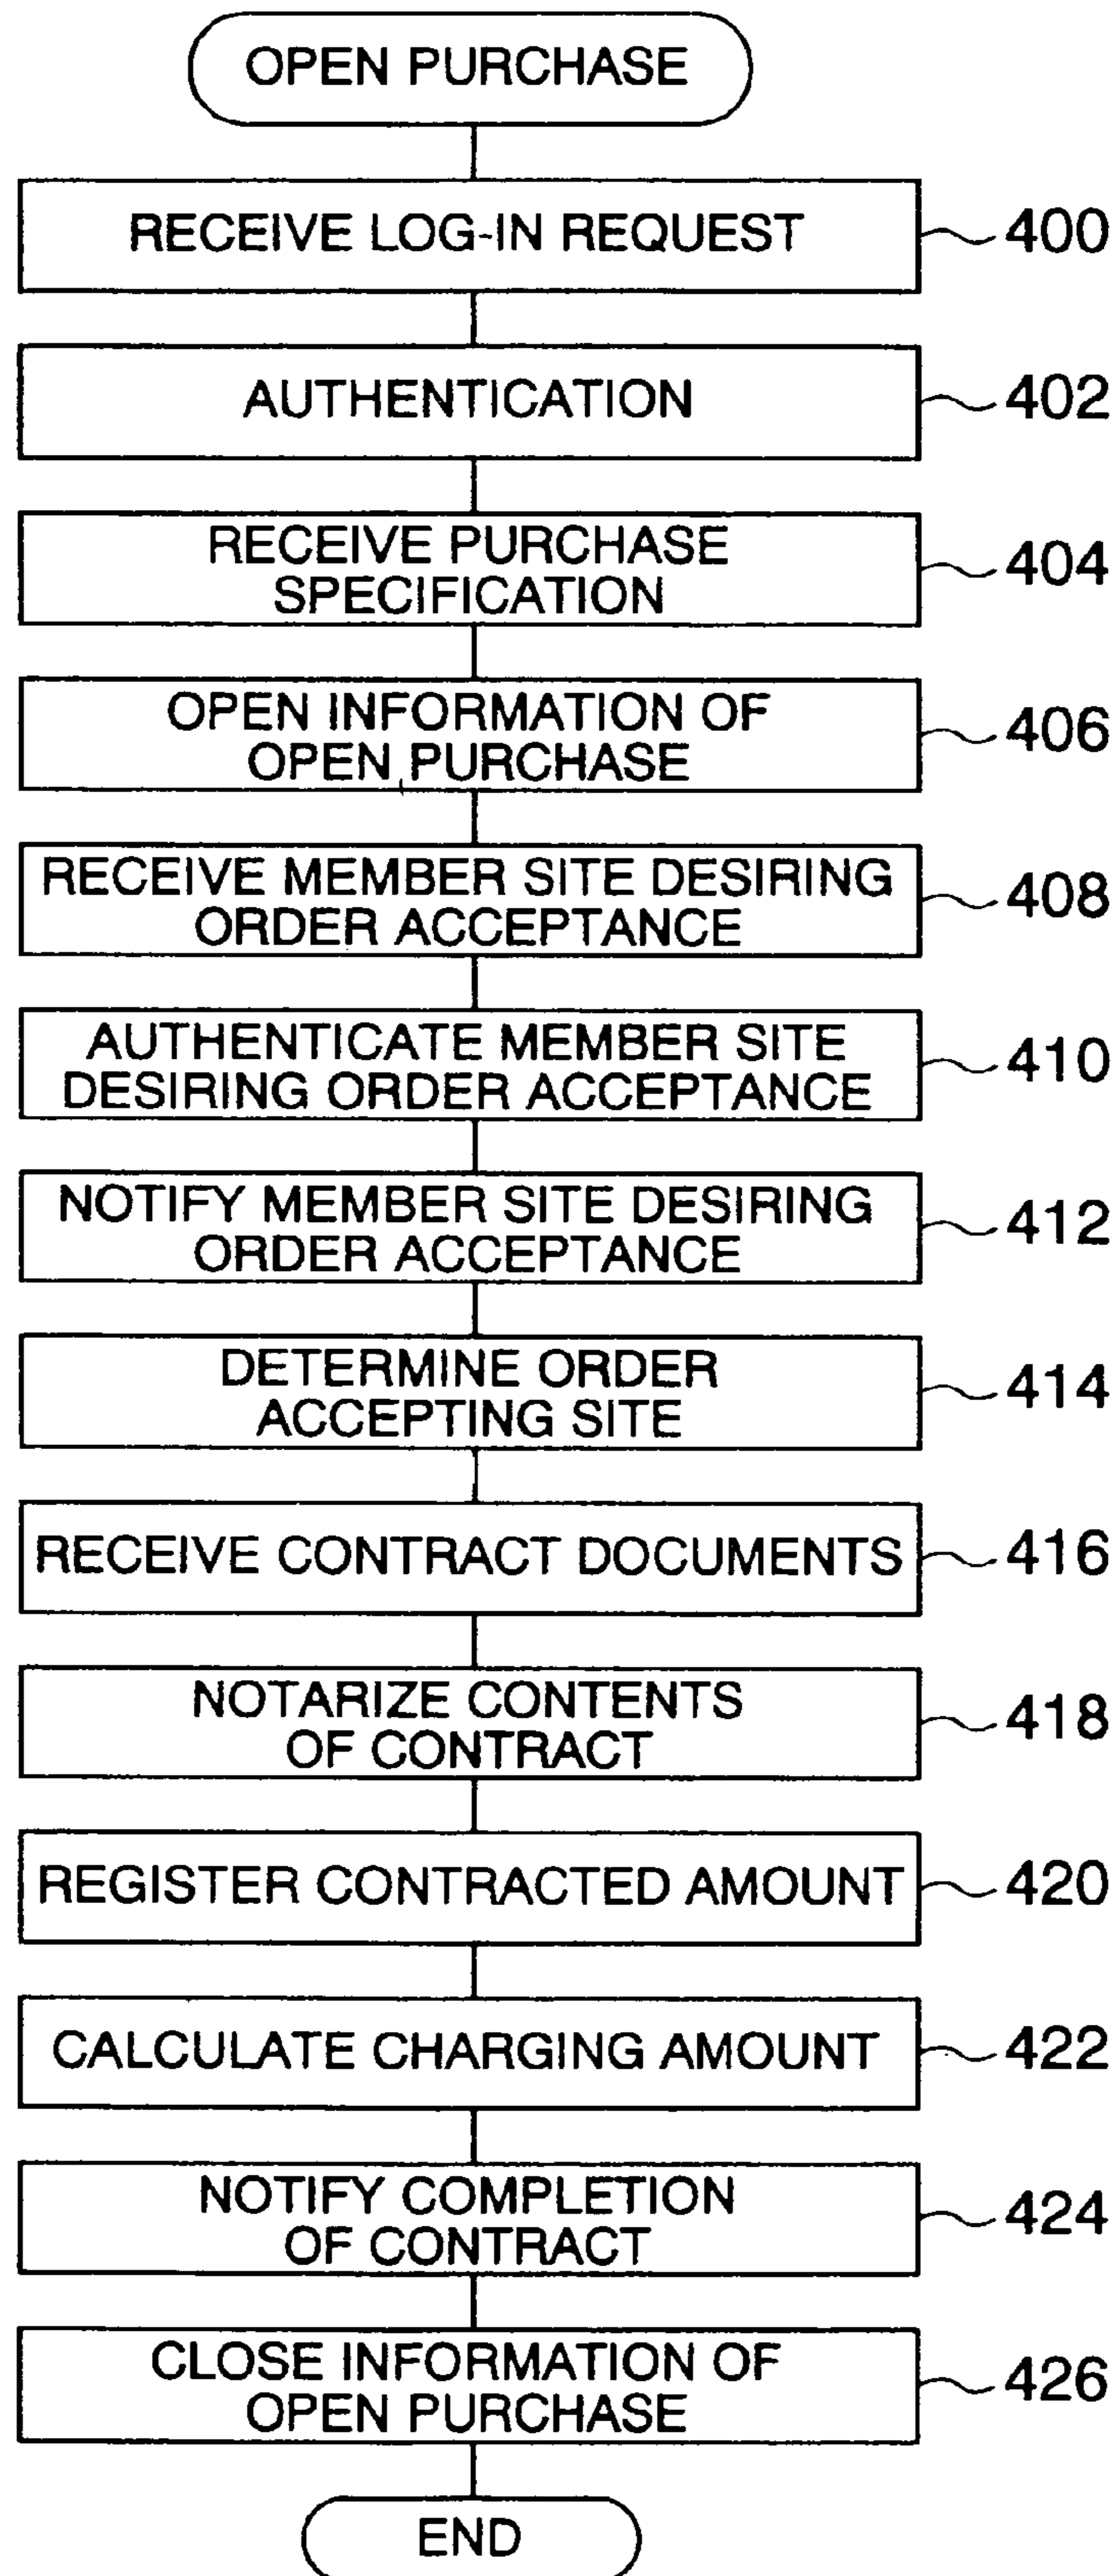 OPEN PURCHASE
RECEIVE LOG-IN REQUEST
400
AUTHENTICATION
402
RECEIVE PURCHASE
SPECIFICATION
404
OPEN INFORMATION OF
OPEN PURCHASE
406
RECEIVE MEMBER SITE DESIRING
ORDER ACCEPTANCE
408
AUTHENTICATE MEMBER SITE
DESIRING ORDER ACCEPTANCE
410
NOTIFY MEMBER SITE DESIRING
ORDER ACCEPTANCE
412
DETERMINE ORDER
ACCEPTING SITE
414
RECEIVE CONTRACT DOCUMENTS
416
NOTARIZE CONTENTS
OF CONTRACT
418
REGISTER CONTRACTED AMOUNT
420
CALCULATE CHARGING AMOUNT
422
NOTIFY COMPLETION
OF CONTRACT
424
CLOSE INFORMATION OF
OPEN PURCHASE
426
END